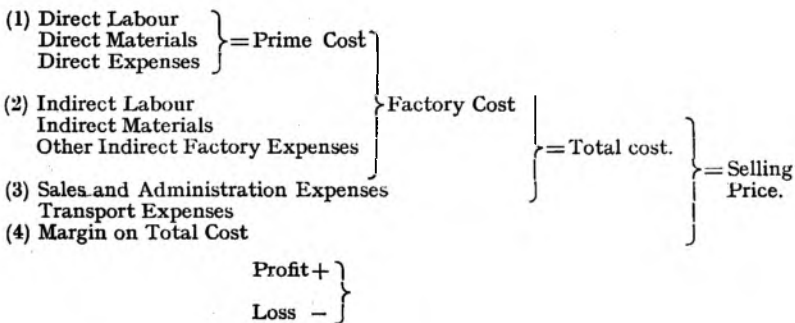 (1) Direct Labour
Direct Materials
Direct Expenses
= Prime Cost
(2) Indirect Labour
Indirect Materials
Other Indirect Factory Expenses
Factory Cost
= Total cost.
(3) Sales and Administration Expenses
Transport Expenses
(4) Margin on Total Cost
= Selling
Price.
Profit +
Loss –